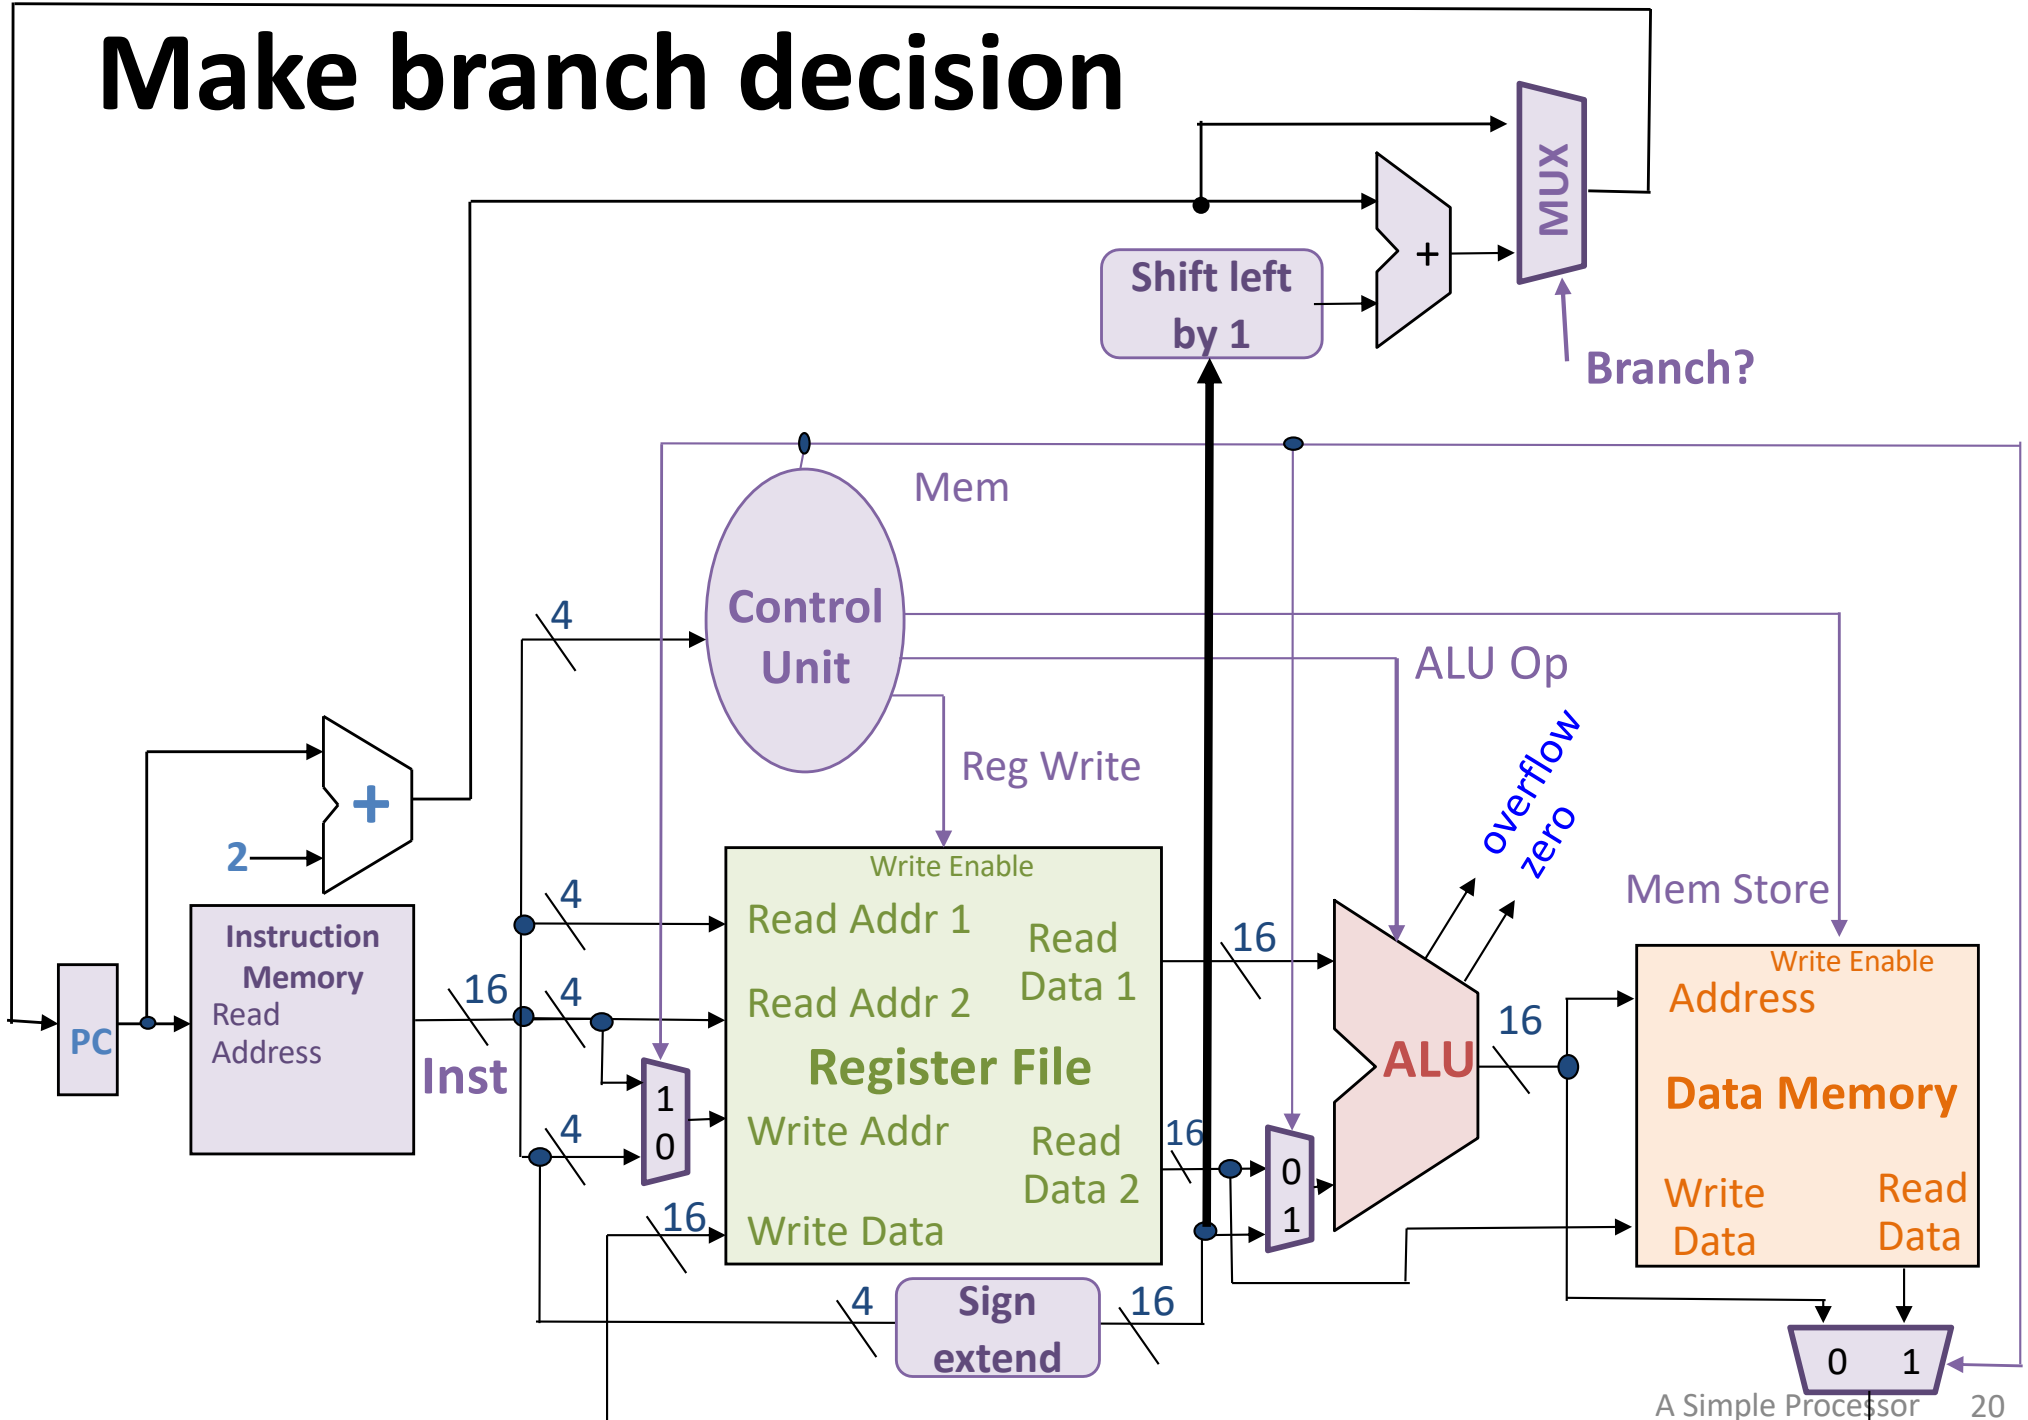 Make branch decision
MUX
+
Shift left
by 1
Branch?
Mem
Control
Unit
4
ALU Op
Reg Write
overflow
zero
+
2
Mem Store
Instruction
Memory
Read
Address
PC
16
Inst
4
4
4
16
1
0
Write Enable
Read Addr 1
Read
Data 1
Read Addr 2
Register File
Write Addr
Read
Data 2
Write Data
16
16
0
1
ALU
16
Write Enable
Address
Data Memory
Write
Data
Read
Data
4
Sign
extend
16
0 1
A Simple Processor 20